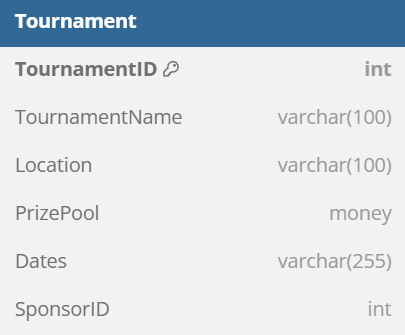 Tournament
TournamentID int
TournamentName varchar(100)
Location varchar(100)
PrizePool money
Dates varchar(255)
SponsorID int